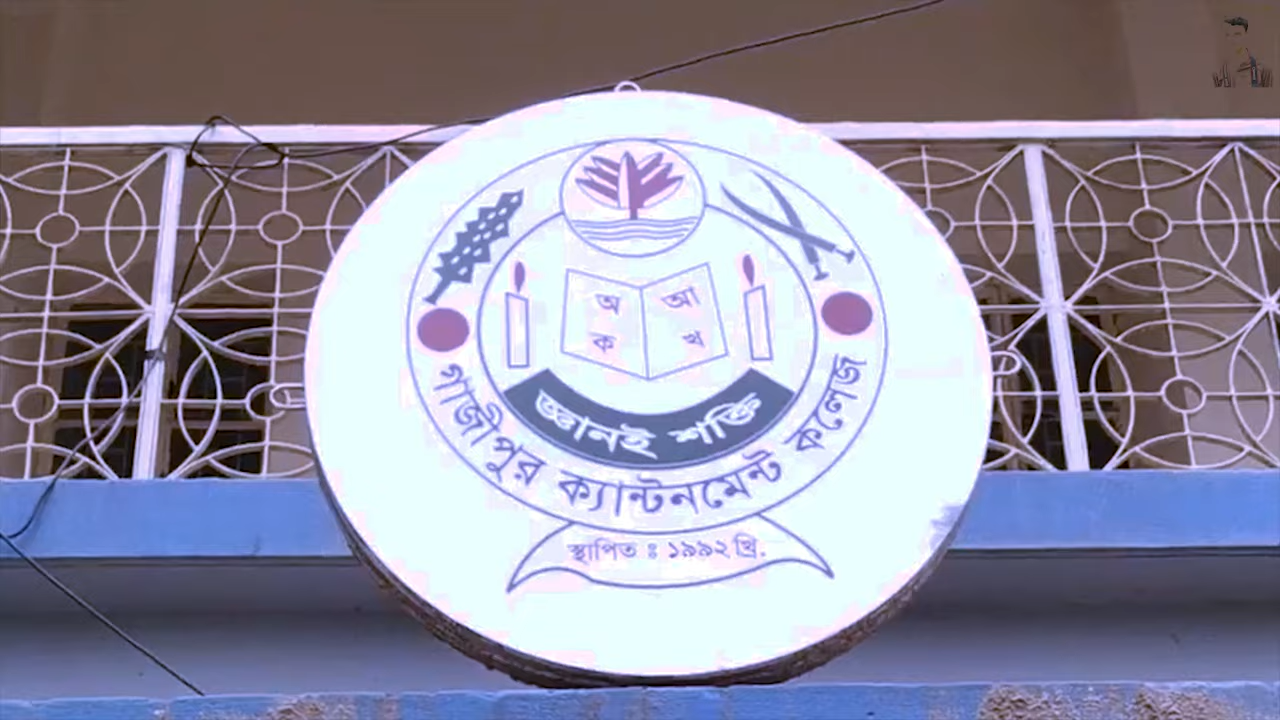 অ আ
ক খ
জ্ঞানই শক্তি
গাজীপুর ক্যান্টনমেন্ট কলেজ
স্থাপিত ঃ ১৯৯২ খ্রি.